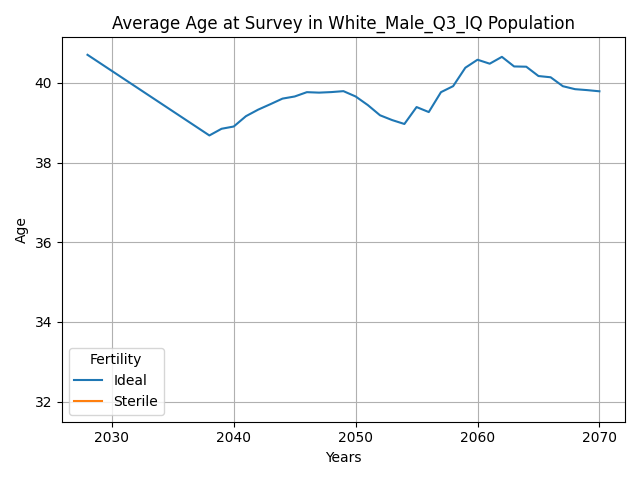 Average Age at Survey in White_Male_Q3_IQ Population
Age
40
38
36
34
32
Fertility
Ideal
Sterile
2030 2040 2050 2060 2070
Years